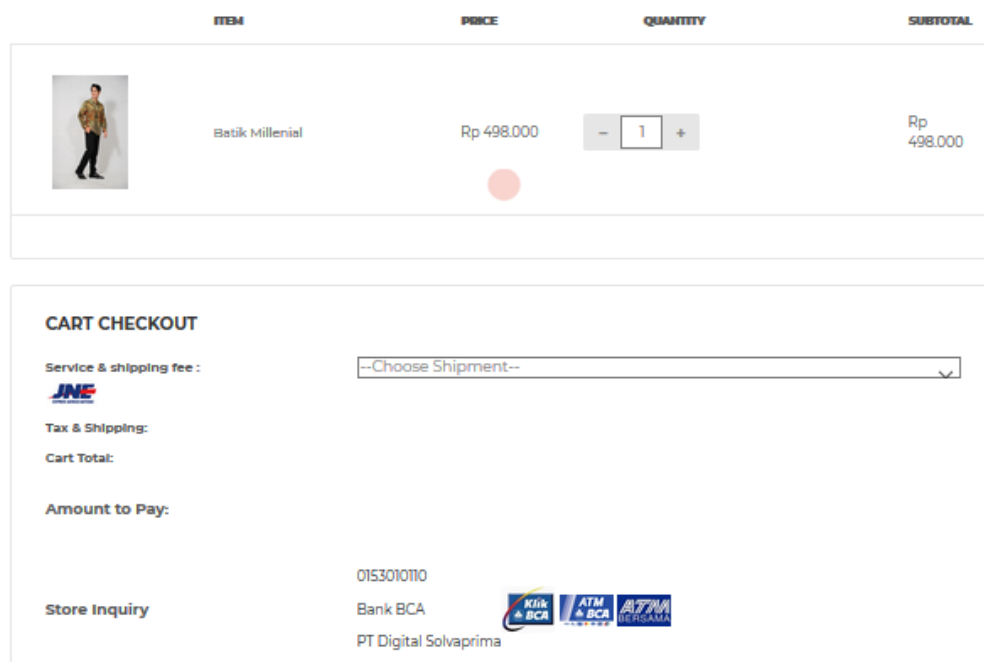 ITEM PRICE QUANTITY SUBTOTAL
Batik Millenial Rp 498.000 – 1 + Rp
498.000
CART CHECKOUT
Service & shipping fee : --Choose Shipment--
JNE
Tax & Shipping:
Cart Total:
Amount to Pay:
0153010110
Store Inquiry Bank BCA Klik & BCA ATM & BCA ATM BERSAMA
PT Digital Solvaprima